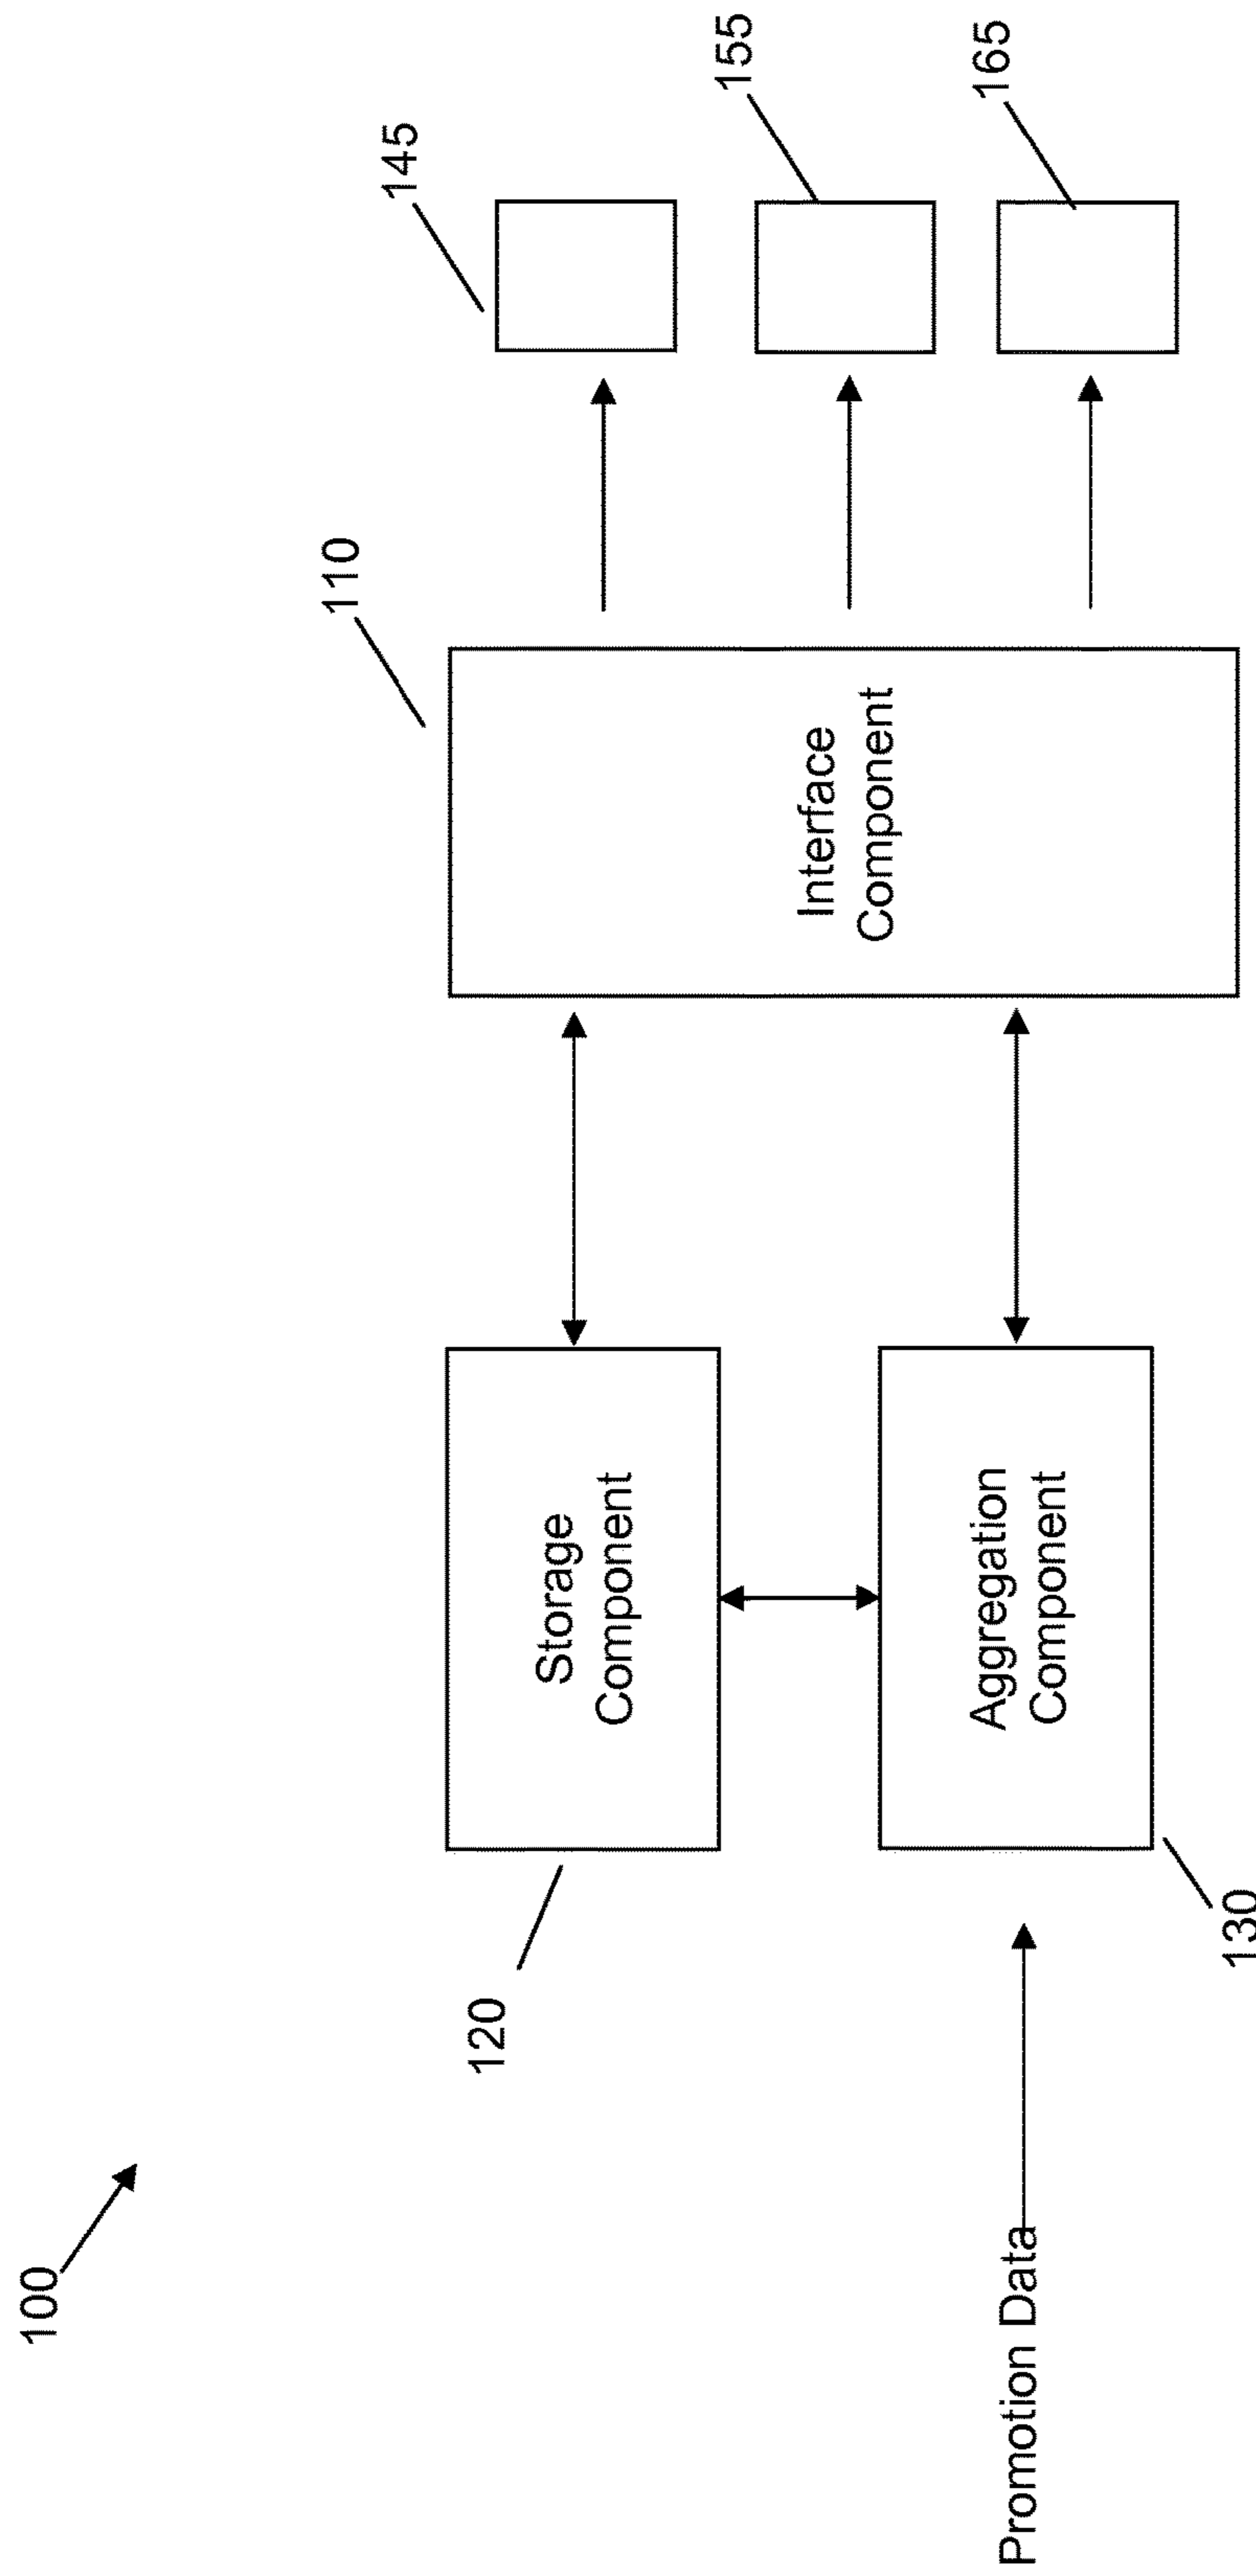 100
110
145
155
165
120
Storage
Component
Interface
Component
Aggregation
Component
130
Promotion Data